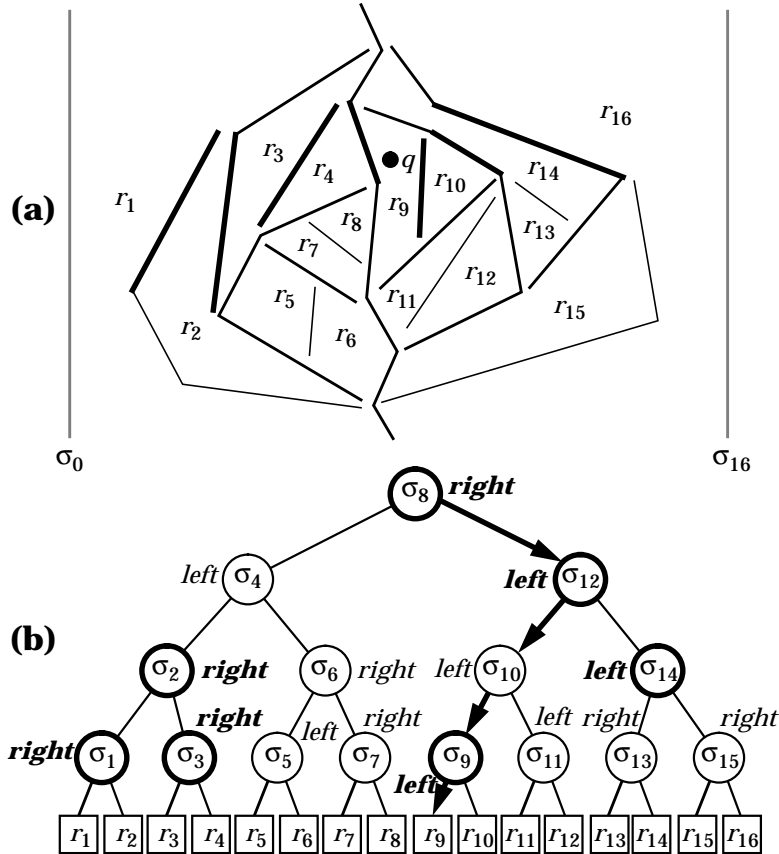 r16
r3
r14
q
r4
r10
r1
r9
r8
r13
r7
(a)
r12
r5
r11
r15
r2
r6
σ0
σ16
σ8 right
left σ4
left σ12
(b)
σ2 right
σ6 right
left σ10
left σ14
right
left
right
left
right
right
right σ1
σ3
σ5
σ7
σ9
σ11
σ13
σ15
left
r1 r2 r3 r4 r5 r6 r7 r8 r9 r10 r11 r12 r13 r14 r15 r16